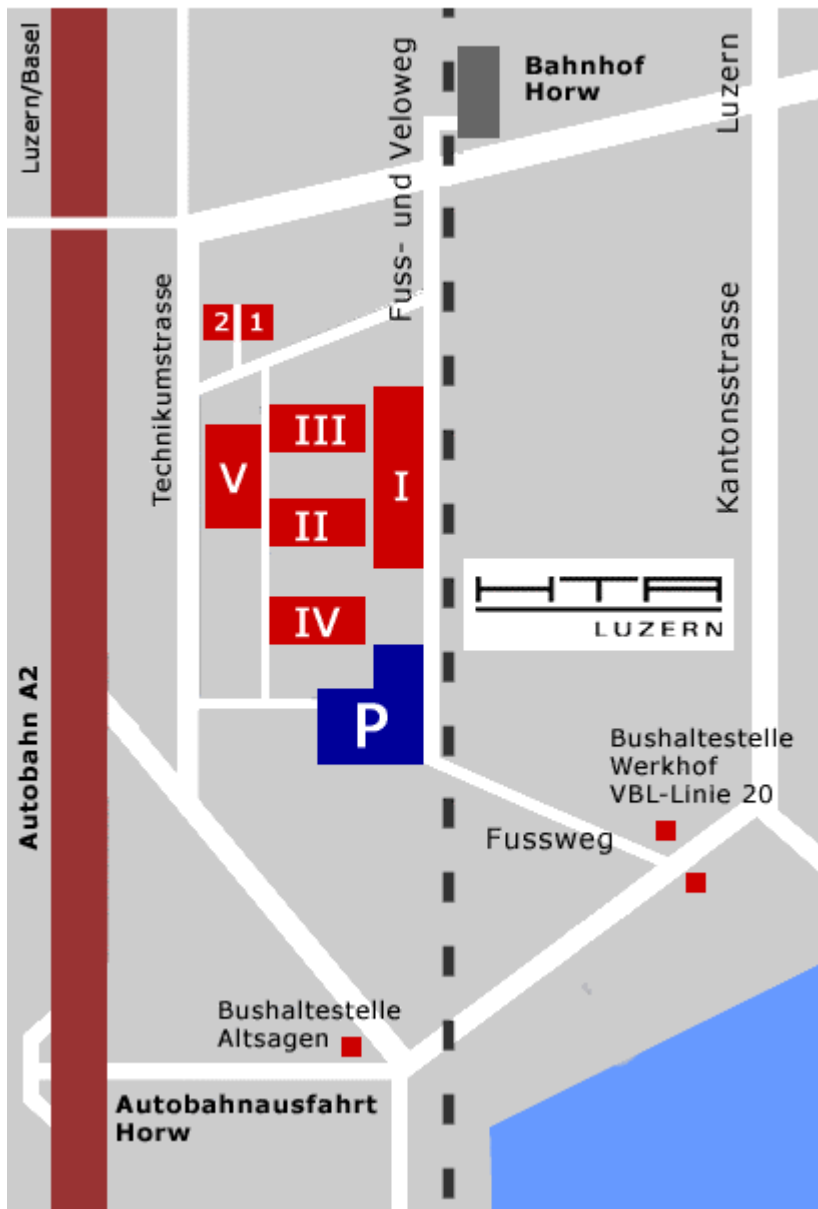 Luzern/Basel
Fuss- und Veloweg
Bahnhof
Horw
Luzern
Technikumstrasse
Kantonsstrasse
2
1
III
V
I
II
IV
HTA
LUZERN
Autobahn A2
P
Bushaltestelle
Werkhof
VBL-Linie 20
Fussweg
Bushaltestelle
Altsagen
Autobahnausfahrt
Horw